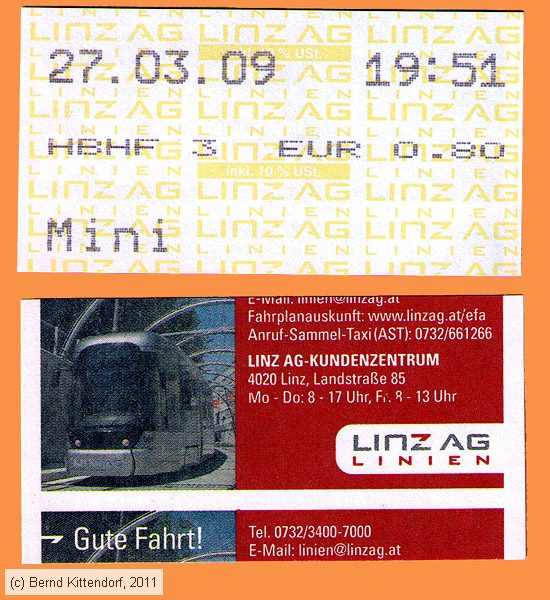 27.03.09 19:51
HBHF 3 EUR 0.80
inkl. 10 % USt.
Mini
LINZ AG
LINIEN
E-Mail: linien@linzag.at
Fahrplanauskunft: www.linzag.at/efa
Anruf-Sammel-Taxi (AST): 0732/661266
LINZ AG-KUNDENZENTRUM
4020 Linz, Landstraße 85
Mo - Do: 8 - 17 Uhr, Fr. 8 - 13 Uhr
LINZ AG
LINIEN
Gute Fahrt!
Tel. 0732/3400-7000
E-Mail: linien@linzag.at
(c) Bernd Kittendorf, 2011